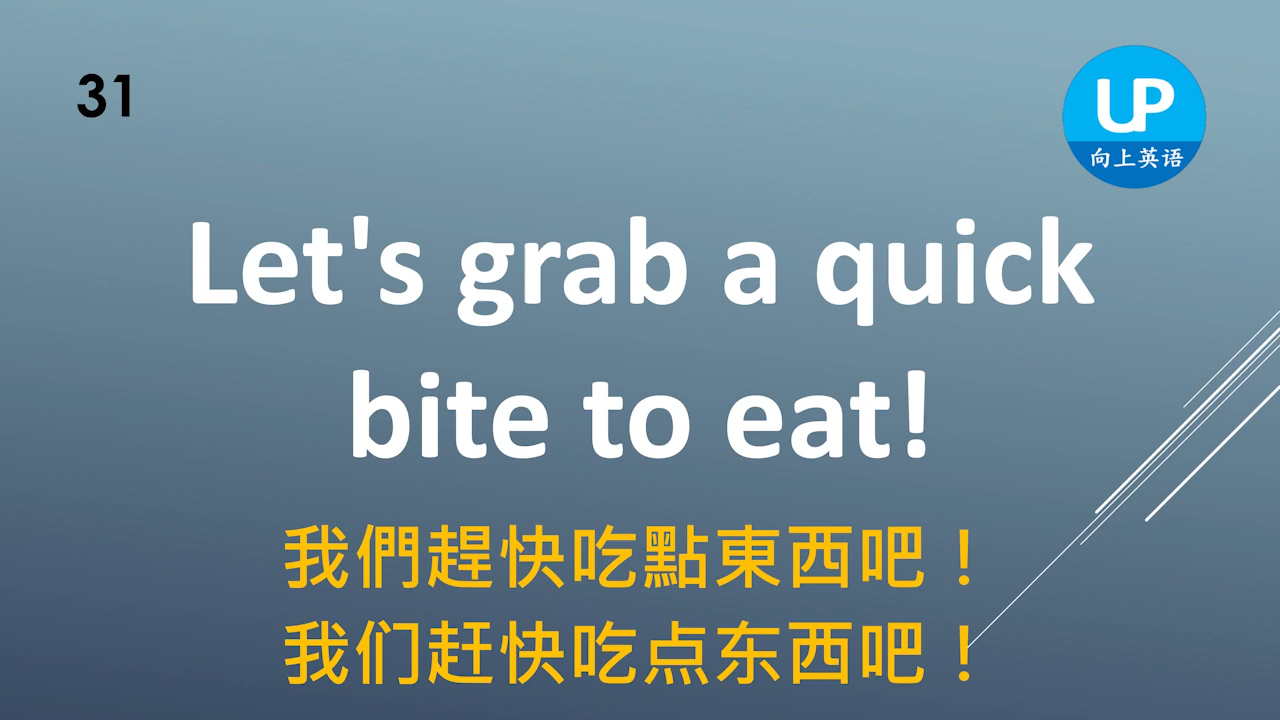 31
UP
向上英语
Let's grab a quick
bite to eat!
我們趕快吃點東西吧！
我们赶快吃点东西吧！